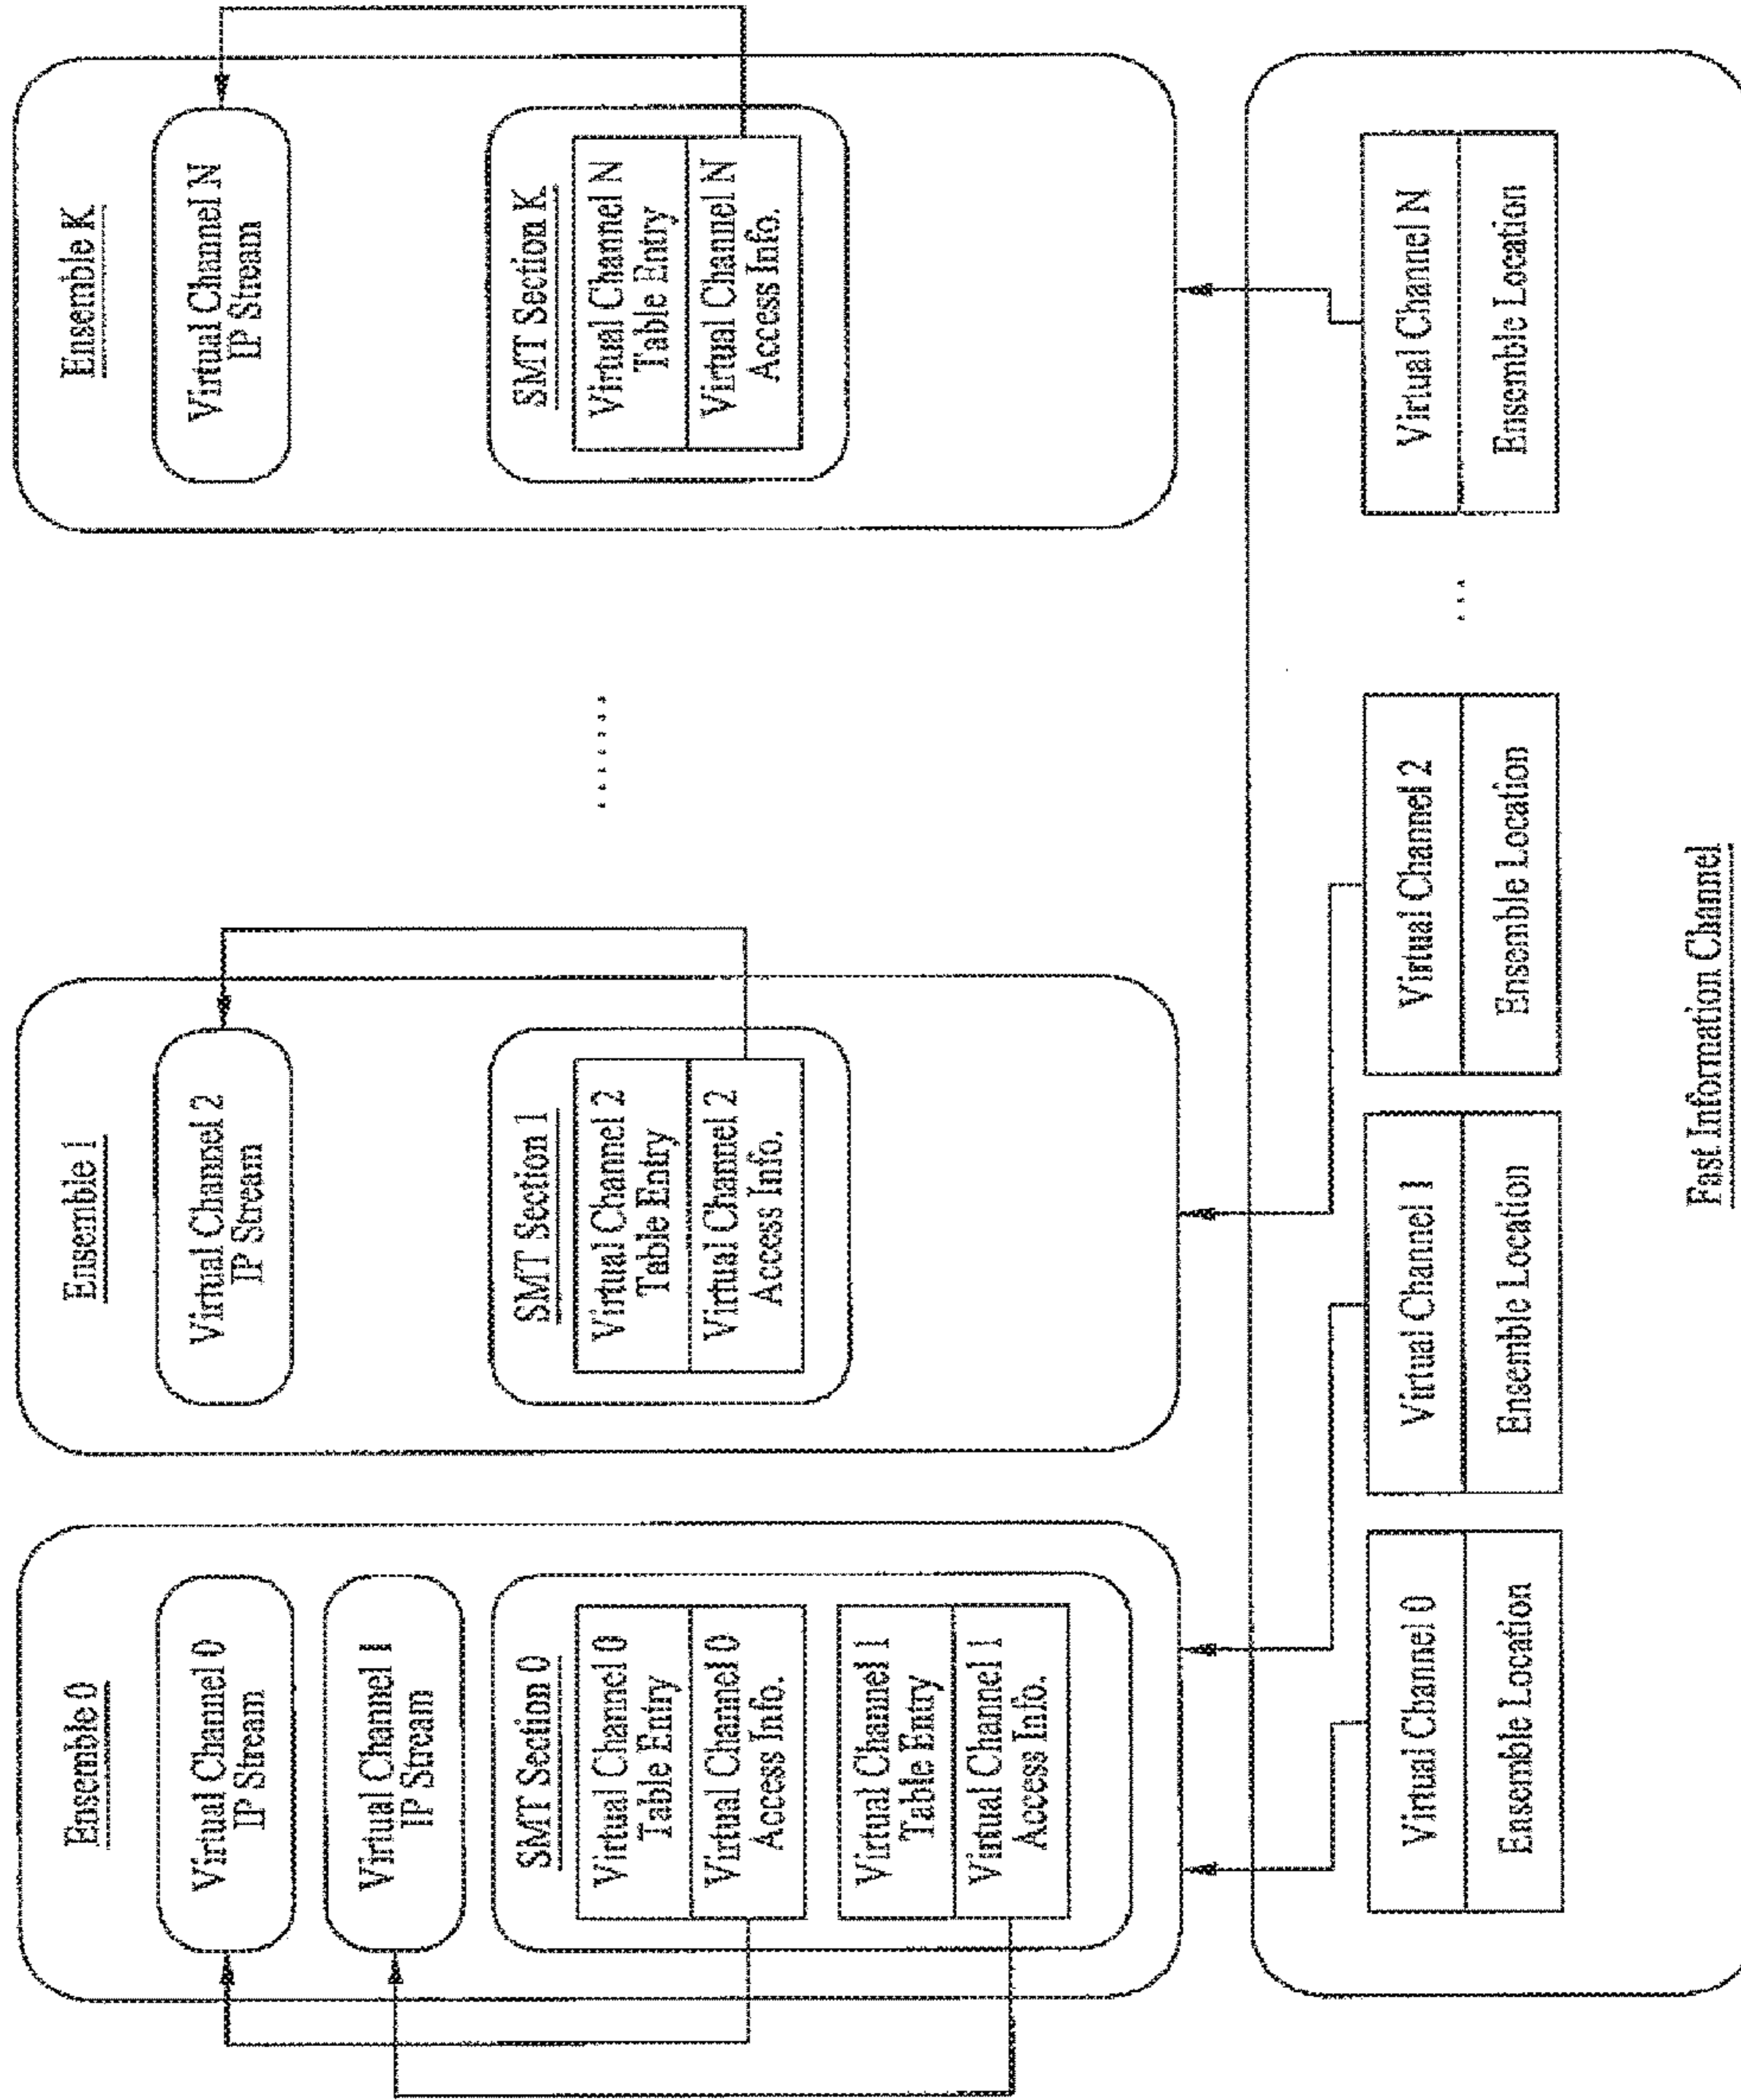 Ensemble 0
Virtual Channel 0
IP Stream
Virtual Channel 1
IP Stream
SMT Section 0
Virtual Channel 0
Table Entry
Virtual Channel 0
Access Info.
Virtual Channel 1
Table Entry
Virtual Channel 1
Access Info.
Ensemble 1
Virtual Channel 2
IP Stream
SMT Section 1
Virtual Channel 2
Table Entry
Virtual Channel 2
Access Info.
.......
Ensemble K
Virtual Channel N
IP Stream
SMT Section K
Virtual Channel N
Table Entry
Virtual Channel N
Access Info.
Virtual Channel 0
Ensemble Location
Virtual Channel 1
Ensemble Location
Virtual Channel 2
Ensemble Location
...
Virtual Channel N
Ensemble Location
Fast Information Channel